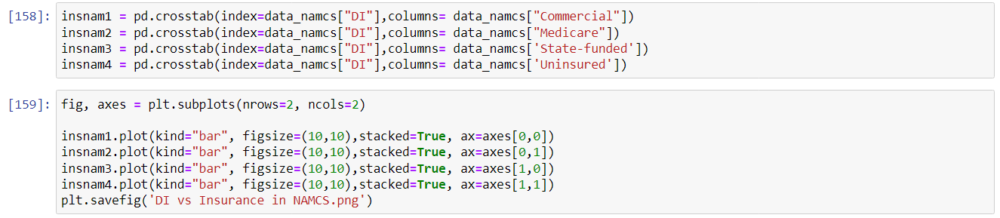 [158]: insnam1 = pd.crosstab(index=data_namcs["DI"],columns= data_namcs["Commercial"])
insnam2 = pd.crosstab(index=data_namcs["DI"],columns= data_namcs["Medicare"])
insnam3 = pd.crosstab(index=data_namcs["DI"],columns= data_namcs['State-funded'])
insnam4 = pd.crosstab(index=data_namcs["DI"],columns= data_namcs['Uninsured'])
[159]: fig, axes = plt.subplots(nrows=2, ncols=2)
insnam1.plot(kind="bar", figsize=(10,10),stacked=True, ax=axes[0,0])
insnam2.plot(kind="bar", figsize=(10,10),stacked=True, ax=axes[0,1])
insnam3.plot(kind="bar", figsize=(10,10),stacked=True, ax=axes[1,0])
insnam4.plot(kind="bar", figsize=(10,10),stacked=True, ax=axes[1,1])
plt.savefig('DI vs Insurance in NAMCS.png')